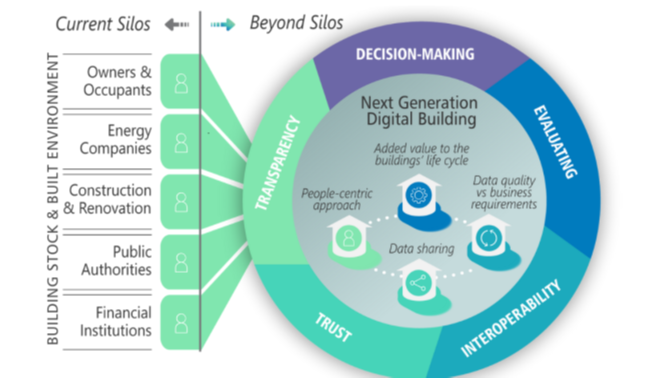 Current Silos
Beyond Silos
BUILDING STOCK & BUILT ENVIRONMENT
Owners &
Occupants
Energy
Companies
Construction
& Renovation
Public
Authorities
Financial
Institutions
TRANSPARENCY
DECISION-MAKING
EVALUATING
INTEROPERABILITY
TRUST
Next Generation
Digital Building
Added value to the
buildings' life cycle
People-centric
approach
Data quality
vs business
requirements
Data sharing